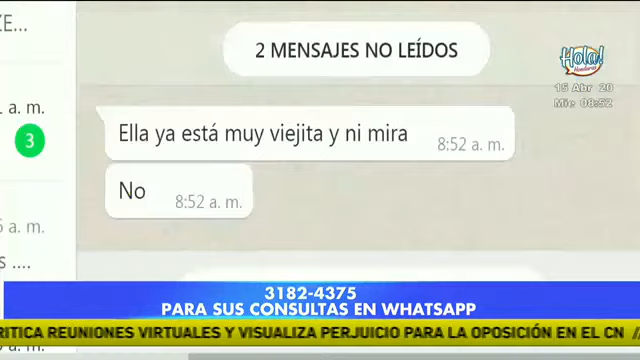 ZE...
2 MENSAJES NO LEÍDOS
Hola!
Honduras
15 Abr 20
Mie 08:52
a. m.
3
Ella ya está muy viejita y ni mira
8:52 a. m.
No
8:52 a. m.
a. m.
s ....
3182-4375
PARA SUS CONSULTAS EN WHATSAPP
RITICA REUNIONES VIRTUALES Y VISUALIZA PERJUICIO PARA LA OPOSICIÓN EN EL CN //